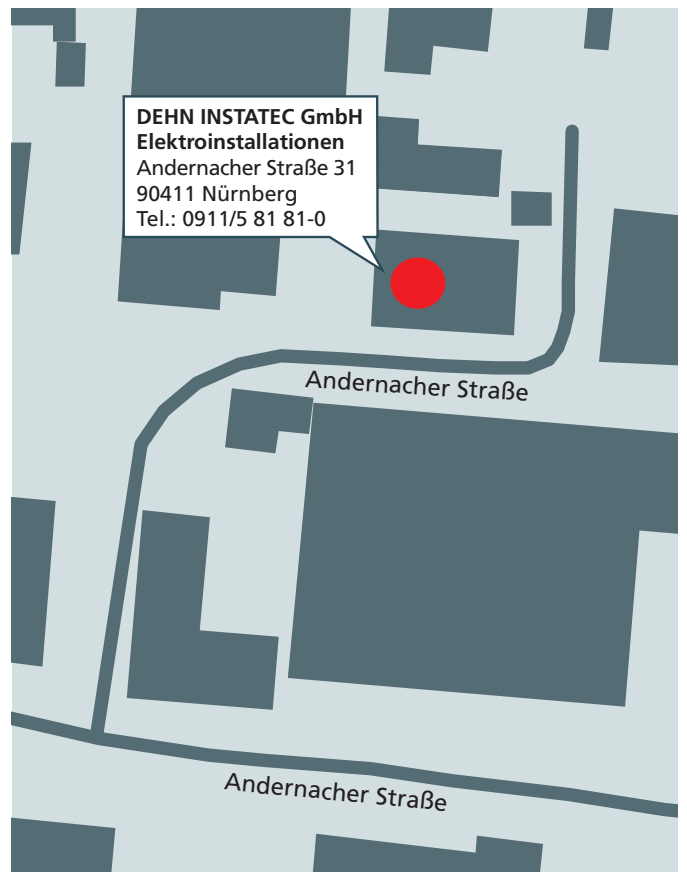 DEHN INSTATEC GmbH
Elektroinstallationen
Andernacher Straße 31
90411 Nürnberg
Tel.: 0911/5 81 81-0
Andernacher Straße
Andernacher Straße